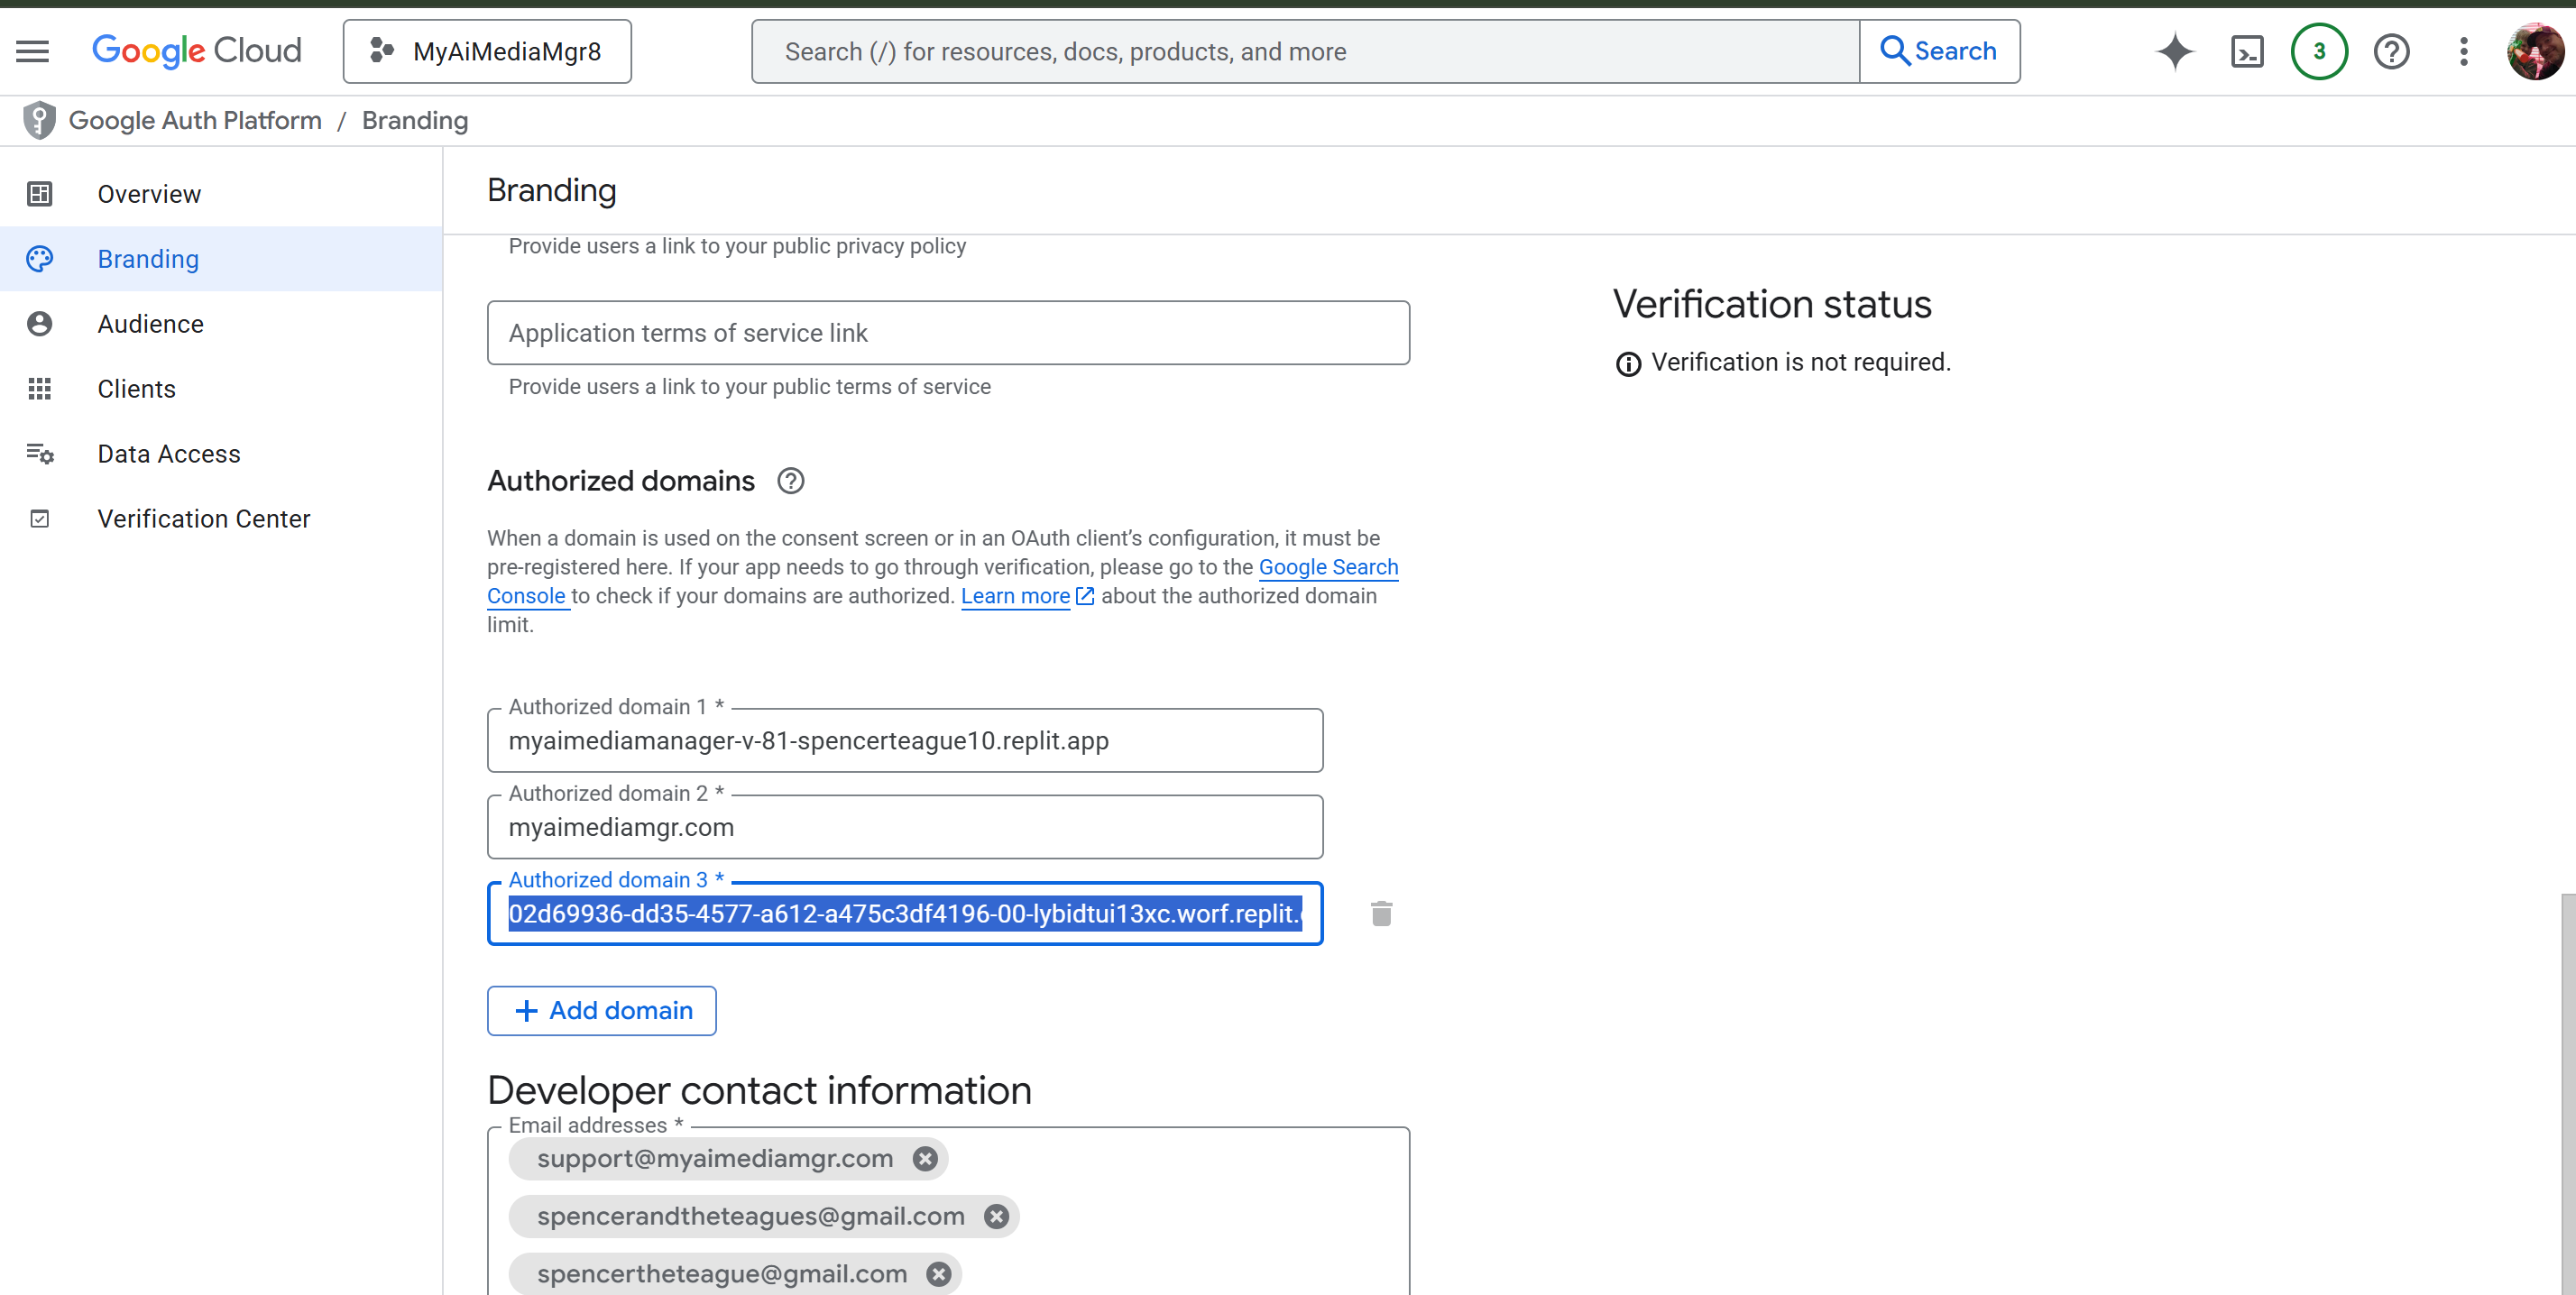 Google Cloud
MyAiMediaMgr8
Search (/) for resources, docs, products, and more
Search
3
Google Auth Platform / Branding
Overview
Branding
Audience
Clients
Data Access
Verification Center
Branding
Provide users a link to your public privacy policy
Application terms of service link
Provide users a link to your public terms of service
Authorized domains
When a domain is used on the consent screen or in an OAuth client’s configuration, it must be
pre-registered here. If your app needs to go through verification, please go to the Google Search
Console to check if your domains are authorized. Learn more about the authorized domain
limit.
Authorized domain 1 *
myaimediamanager-v-81-spencerteague10.replit.app
Authorized domain 2 *
myaimediamgr.com
Authorized domain 3 *
02d69936-dd35-4577-a612-a475c3df4196-00-lybidtui13xc.worf.replit.
Add domain
Developer contact information
Email addresses *
support@myaimediamgr.com
spencerandtheteagues@gmail.com
spencertheteague@gmail.com
Verification status
Verification is not required.